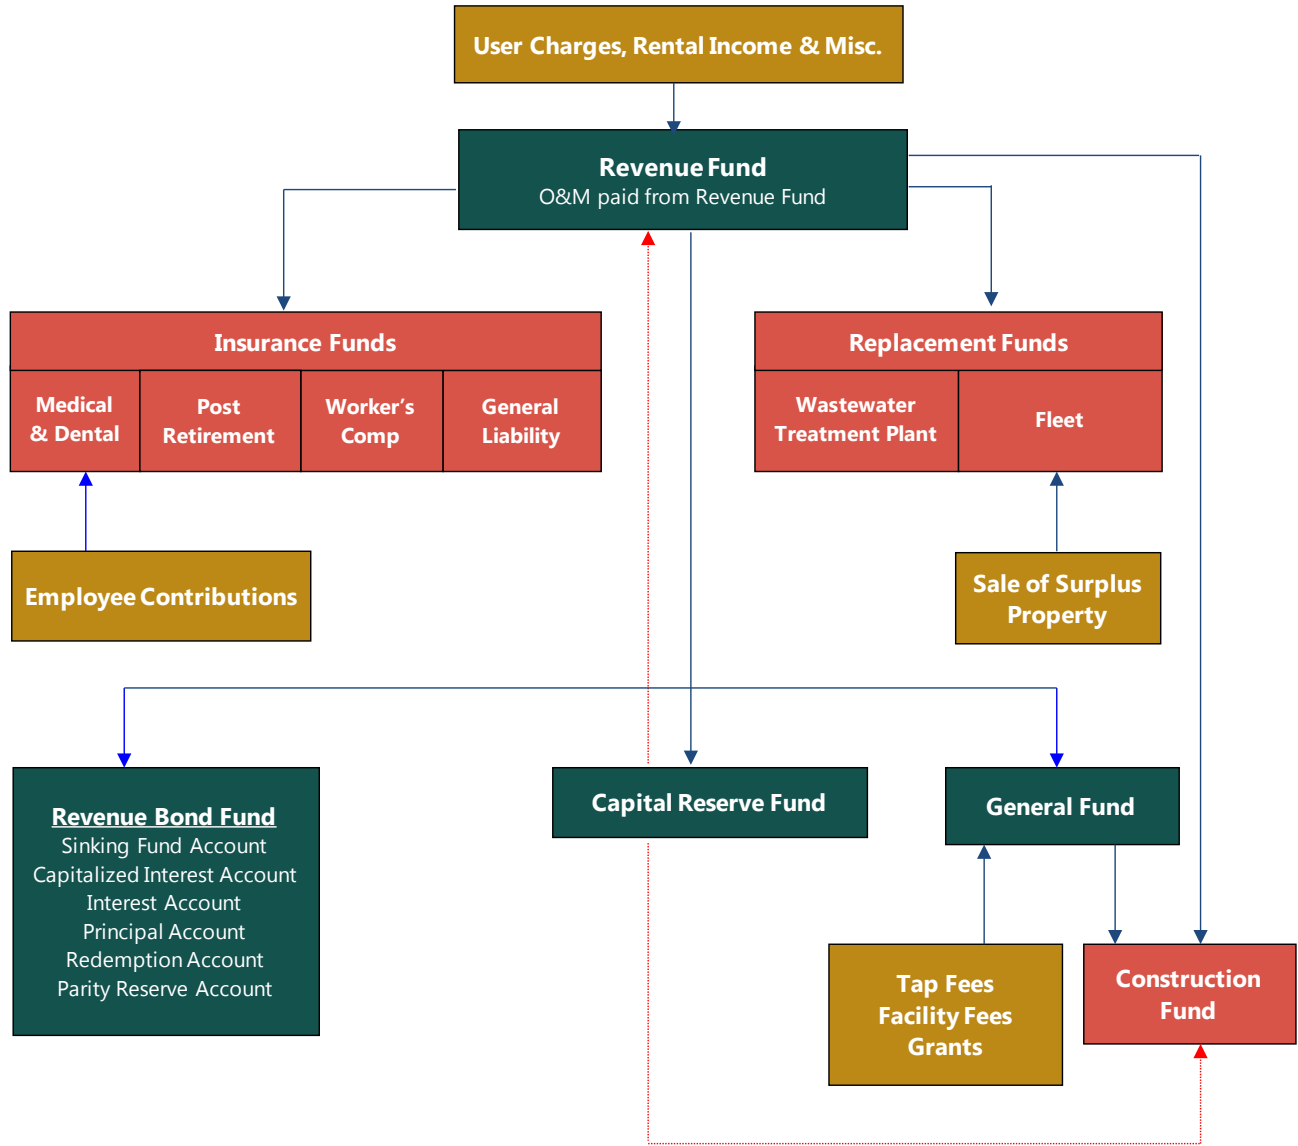 User Charges, Rental Income & Misc.
Revenue Fund
O&M paid from Revenue Fund
Insurance Funds
Medical
& Dental
Post
Retirement
Worker’s
Comp
General
Liability
Replacement Funds
Wastewater
Treatment Plant
Fleet
Employee Contributions
Sale of Surplus
Property
Revenue Bond Fund
Sinking Fund Account
Capitalized Interest Account
Interest Account
Principal Account
Redemption Account
Parity Reserve Account
Capital Reserve Fund
General Fund
Tap Fees
Facility Fees
Grants
Construction
Fund